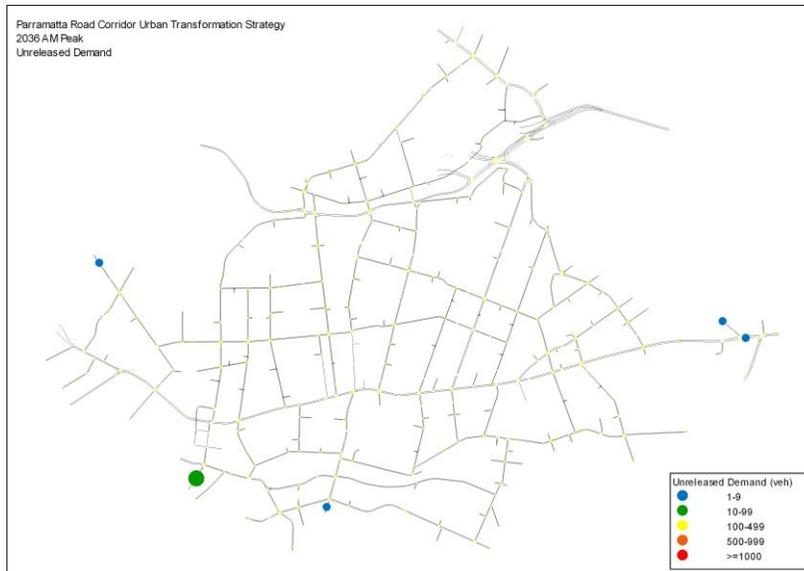 Parramatta Road Corridor Urban Transformation Strategy
2036 AM Peak
Unreleased Demand
Unreleased Demand (veh)
1-9
10-99
100-499
500-999
>=1000